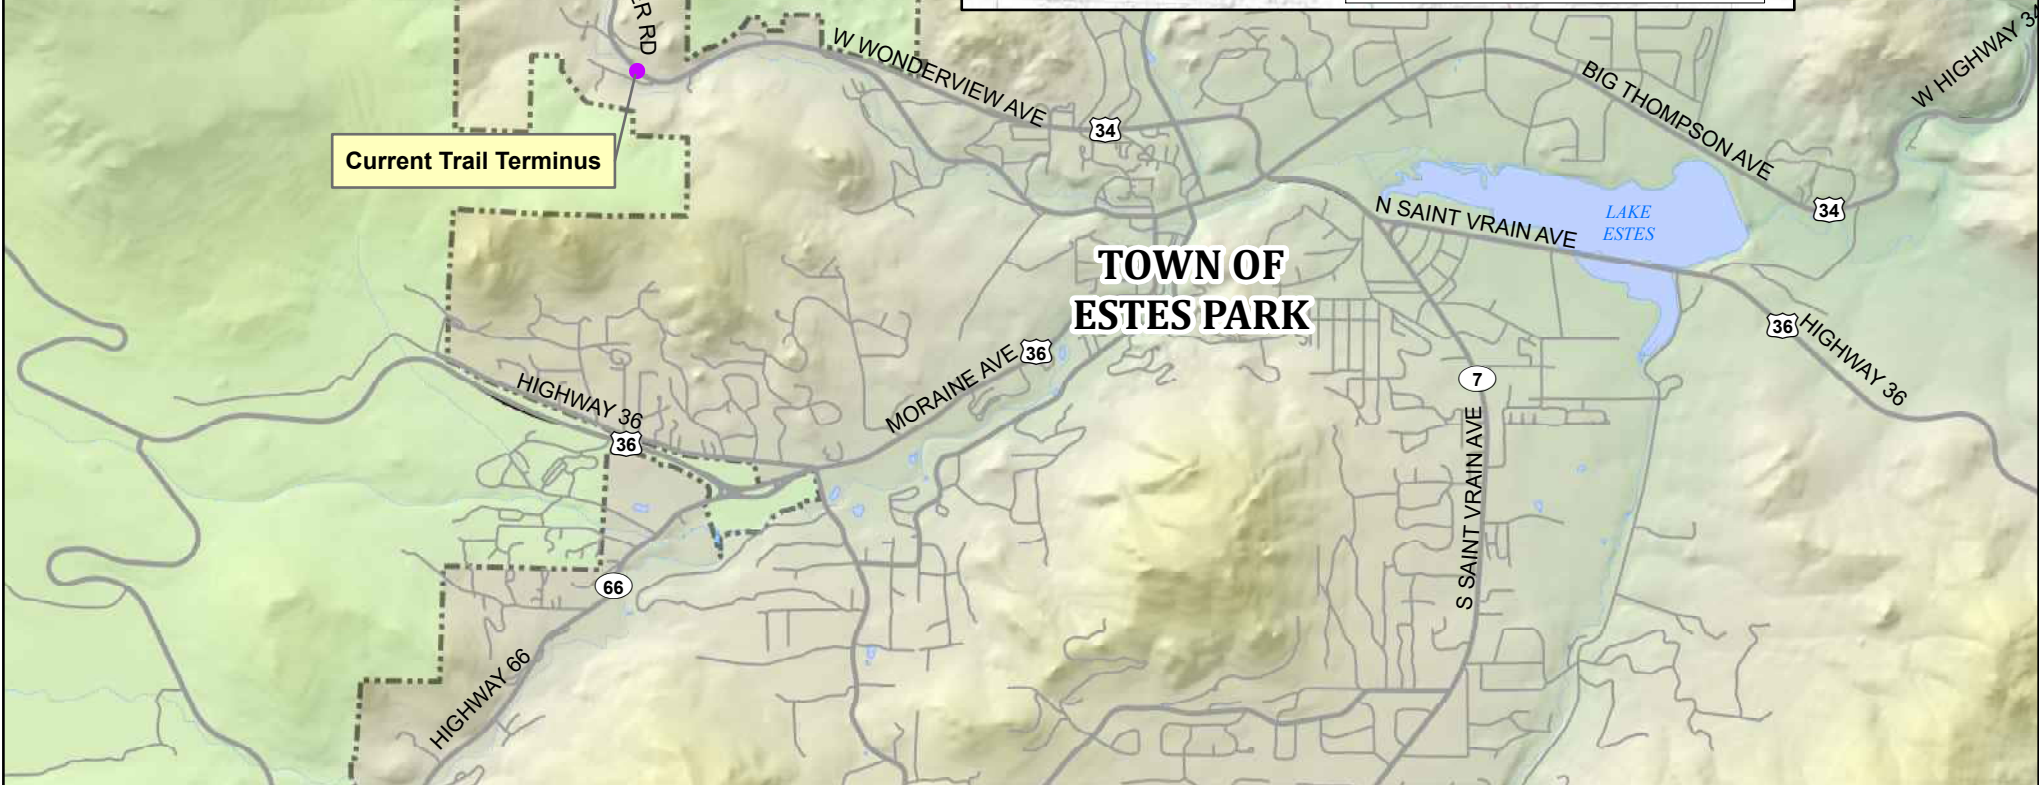 W WONDERVIEW AVE
34
BIG THOMPSON AVE
W HIGHWAY 34
Current Trail Terminus
N SAINT VRAIN AVE
LAKE
ESTES
34
TOWN OF
ESTES PARK
36
HIGHWAY 36
MORAINE AVE
36
HIGHWAY 36
36
7
S SAINT VRAIN AVE
66
HIGHWAY 66